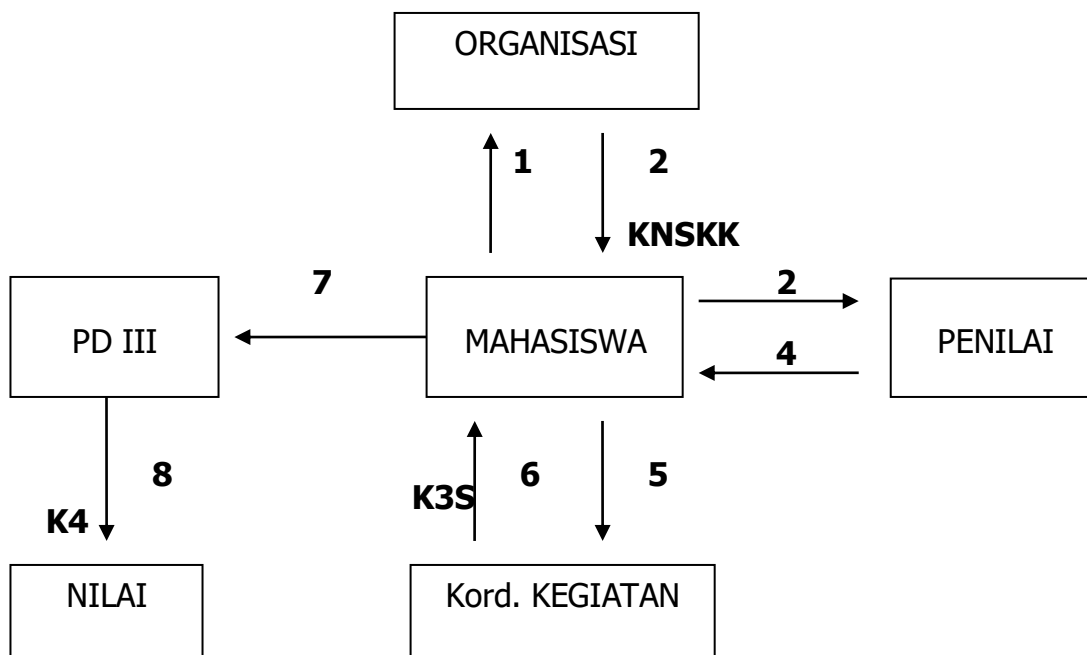 ORGANISASI
1
2
KNSKK
7
2
PD III
MAHASISWA
PENILAI
4
8
6
5
K3S
K4
NILAI
Kord. KEGIATAN